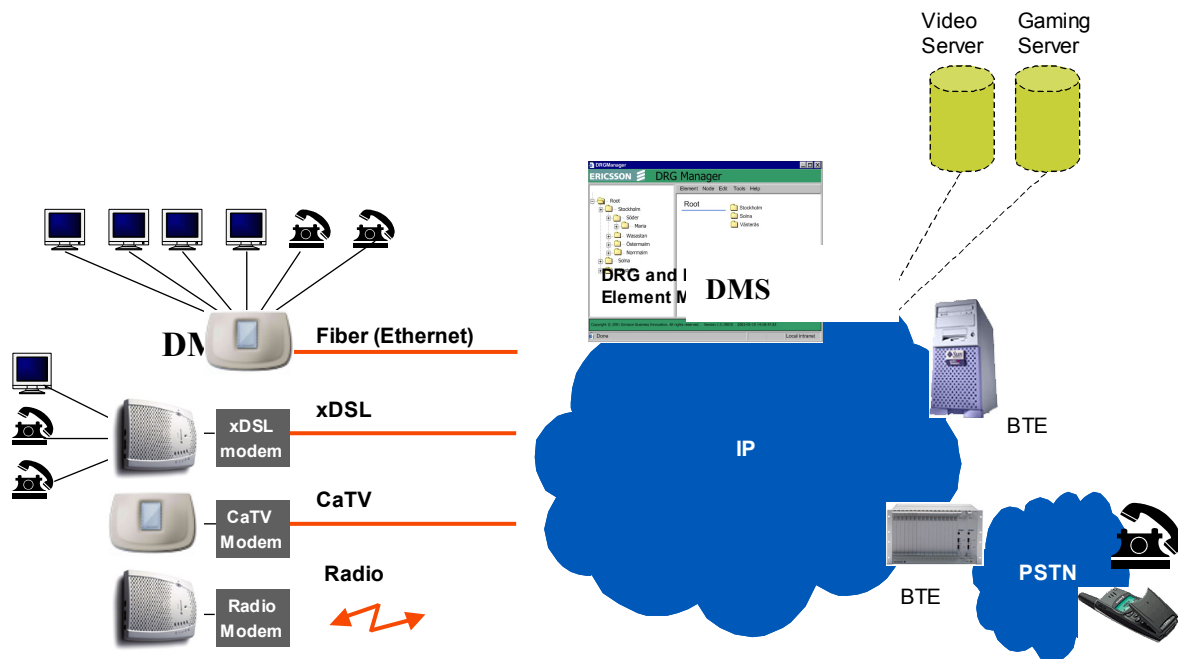 Video
Server
Gaming
Server
DRGManager
ERICSSON DRG Manager
Element Node Edit Tools Help
Root
Stockholm
Söder
Maria
Wasastan
Östermalm
Norrmalm
Solna
Root
Stockholm
Solna
Västerås
DRG and
Element
DMS
Done
Local intranet
DM
Fiber (Ethernet)
xDSL
xDSL
modem
CaTV
CaTV
Modem
Radio
Radio
Modem
IP
BTE
BTE
PSTN